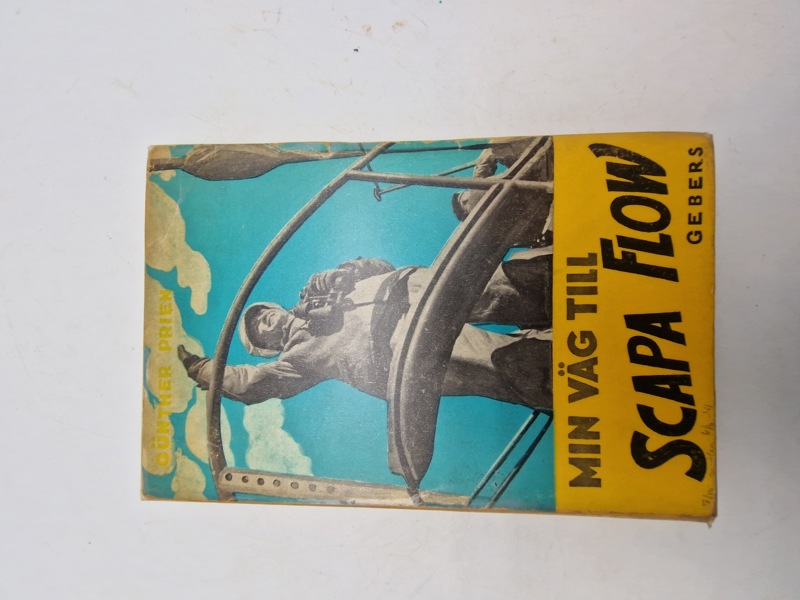 GÜNTHER PRIEN
MIN VÄG TILL
SCAPA FLOW
GEBERS